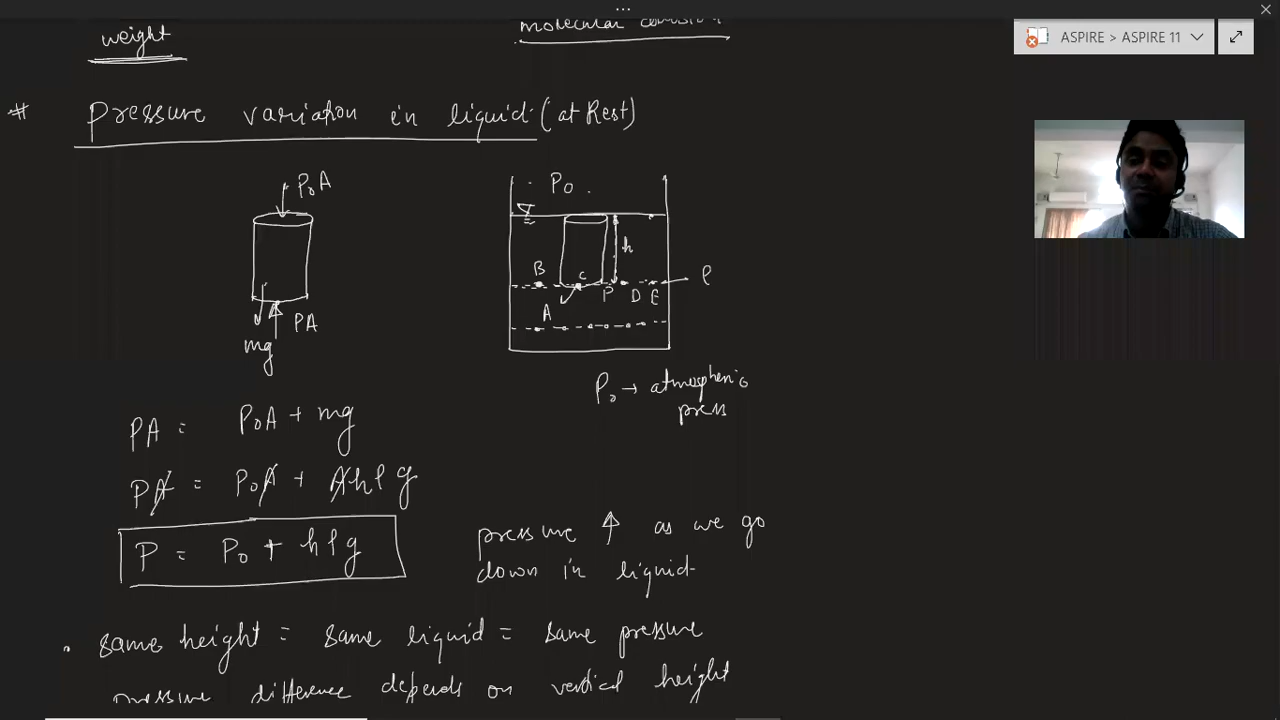 ...
ASPIRE > ASPIRE 11
weight
molecular
# Pressure variation in liquid (at Rest)
P₀A
PA
mg
P₀
h
B
C
P
D
E
ρ
A
P₀ → atmospheric
press
PA = P₀A + mg
PA = P₀A + Ahρg
P = P₀ + hρg
pressure ↑ as we go
down in liquid
. same height = same liquid = same pressure
pressure difference depends on vertical height